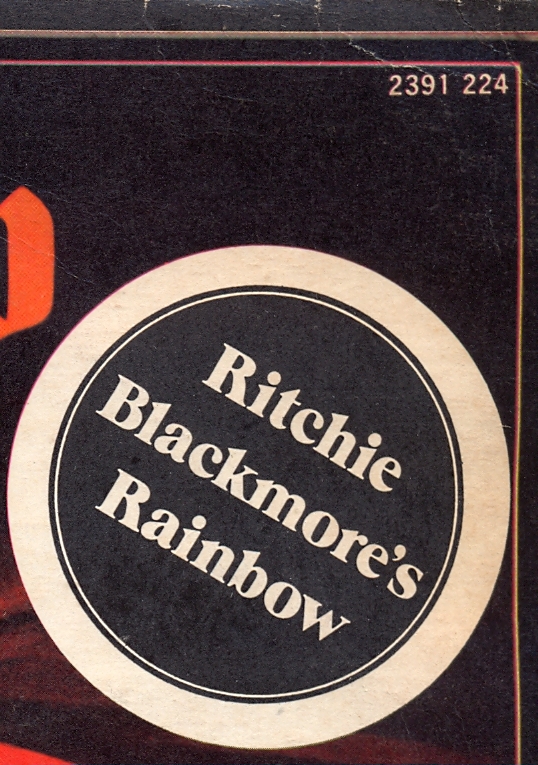 2391 224
Ritchie
Blackmore's
Rainbow